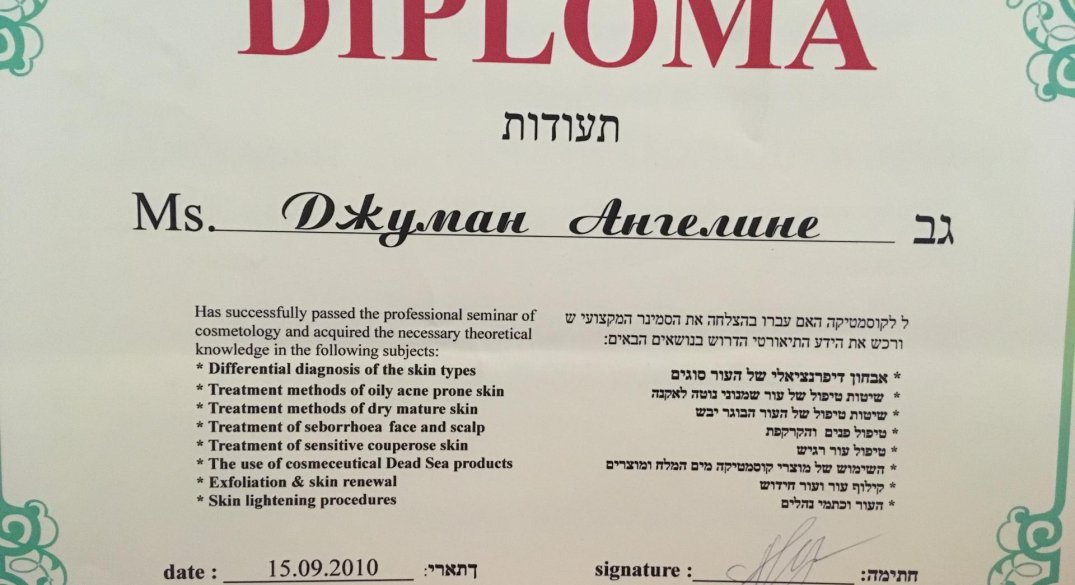 DIPLOMA
תעודות
Ms. Джуман Ангелине גב
Has successfully passed the professional seminar of
cosmetology and acquired the necessary theoretical
knowledge in the following subjects:
* Differential diagnosis of the skin types
* Treatment methods of oily acne prone skin
* Treatment methods of dry mature skin
* Treatment of seborrhoea face and scalp
* Treatment of sensitive couperose skin
* The use of cosmeceutical Dead Sea products
* Exfoliation & skin renewal
* Skin lightening procedures
ל לקוסמטיקה האם עברו בהצלחה את הסמינר המקצועי ש
ורכש את הידע התיאורטי הדרוש בנושאים הבאים:
* אבחון דיפרנציאלי של העור סוגים
* שיטות טיפול של עור שמנוני נוטה לאקנה
* שיטות טיפול של העור הבוגר יבש
* טיפול פנים והקרקפת
* טיפול עור רגיש
* השימוש של מוצרי קוסמטיקה מים המלח ומוצרים
* קילוף עור ועור חידוש
* העור וכתמי נהלים
date : 15.09.2010 דתארי:
signature : חתימה: